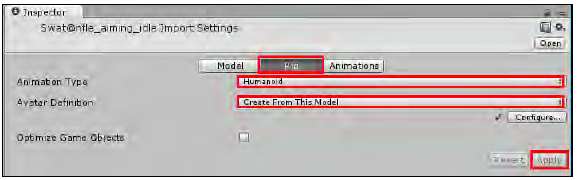 Inspector
Swat@rifle_aiming_idle Import Settings
Open
Model Rig Animations
Animation Type Humanoid
Avatar Definition Create From This Model
✓ Configure...
Optimize Game Objects
Revert Apply